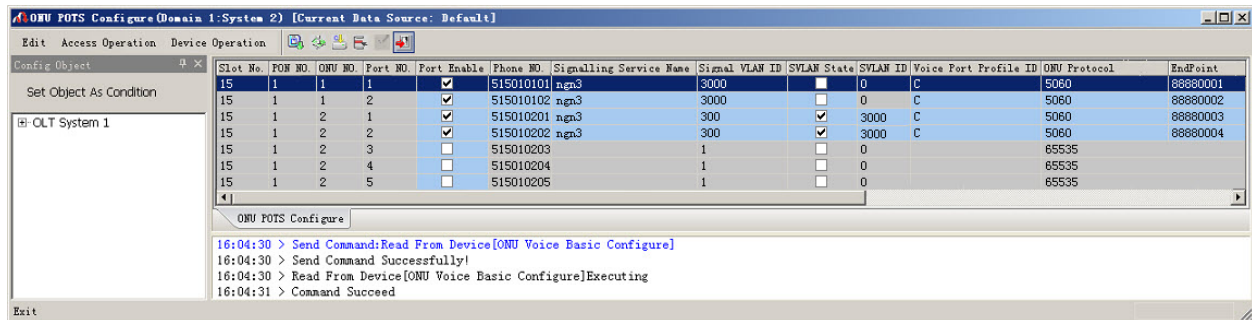 ONU POTS Configure(Domain 1:System 2) [Current Data Source: Default]
Edit Access Operation Device Operation
Config Object
Set Object As Condition
OLT System 1
Slot No. PON NO. ONU NO. Port NO. Port Enable Phone NO. Signalling Service Name Signal VLAN ID SVLAN State SVLAN ID Voice Port Profile ID ONU Protocol EndPoint
15 1 1 1 515010101 ngn3 3000 0 C 5060 88880001
15 1 1 2 515010102 ngn3 3000 0 C 5060 88880002
15 1 2 1 515010201 ngn3 300 3000 C 5060 88880003
15 1 2 2 515010202 ngn3 300 3000 C 5060 88880004
15 1 2 3 515010203 1 0 65535
15 1 2 4 515010204 1 0 65535
15 1 2 5 515010205 1 0 65535
ONU POTS Configure
16:04:30 > Send Command:Read From Device[ONU Voice Basic Configure]
16:04:30 > Send Command Successfully!
16:04:30 > Read From Device[ONU Voice Basic Configure]Executing
16:04:31 > Command Succeed
Exit